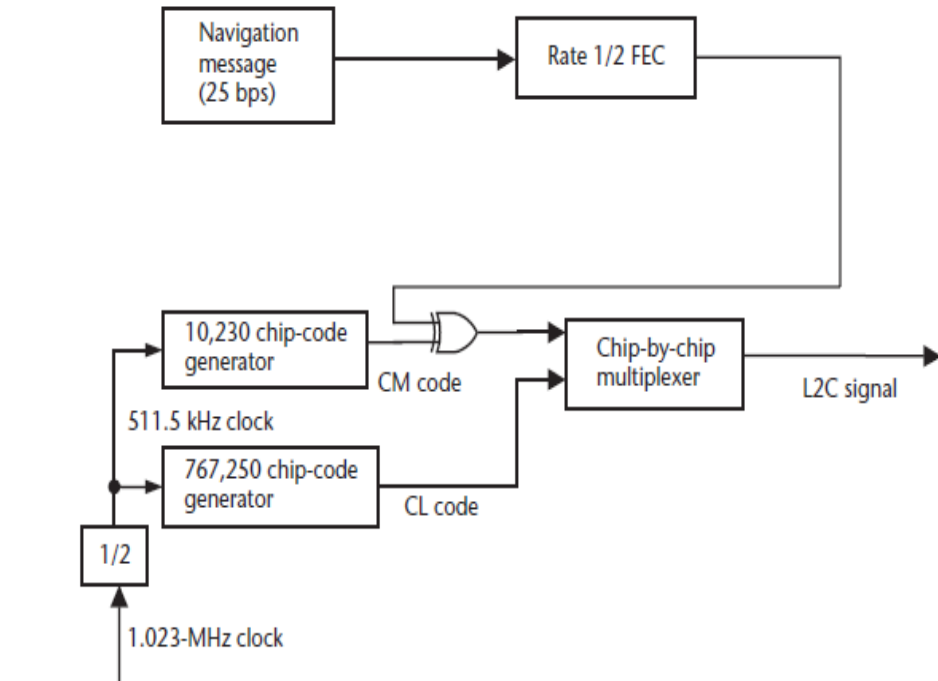 Navigation
message
(25 bps)
Rate 1/2 FEC
10,230 chip-code
generator
CM code
Chip-by-chip
multiplexer
L2C signal
511.5 kHz clock
767,250 chip-code
generator
CL code
1/2
1.023-MHz clock